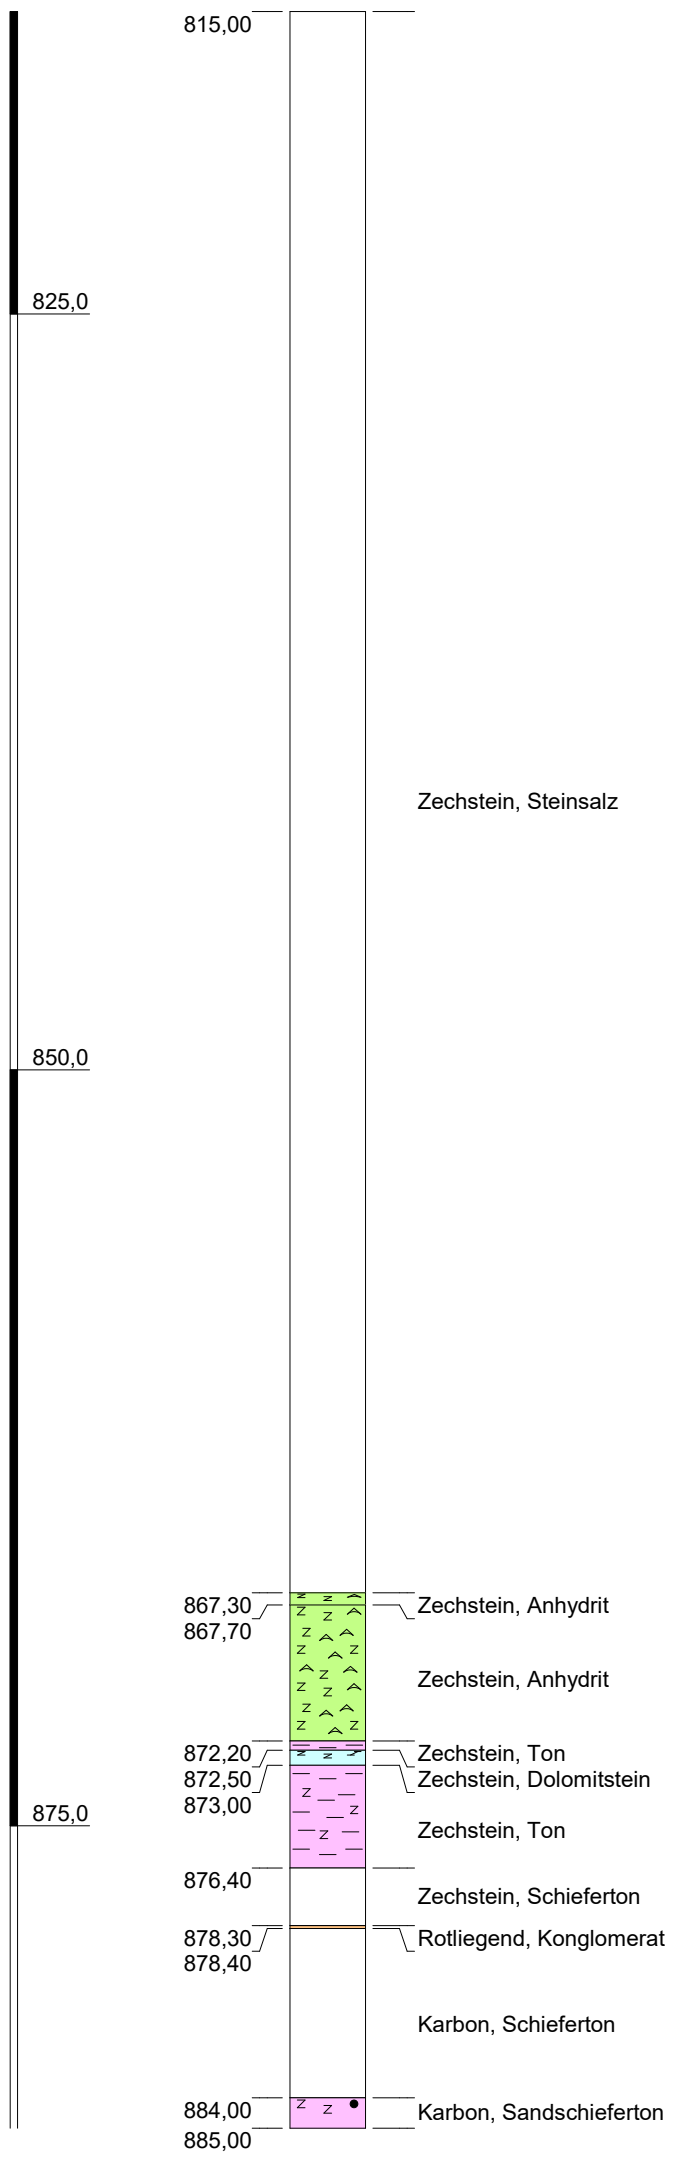 815,00
825,0
Zechstein, Steinsalz
850,0
867,30
Zechstein, Anhydrit
867,70
Zechstein, Anhydrit
872,20
Zechstein, Ton
872,50
Zechstein, Dolomitstein
873,00
875,0
Zechstein, Ton
876,40
Zechstein, Schieferton
878,30
Rotliegend, Konglomerat
878,40
Karbon, Schieferton
884,00
Karbon, Sandschieferton
885,00